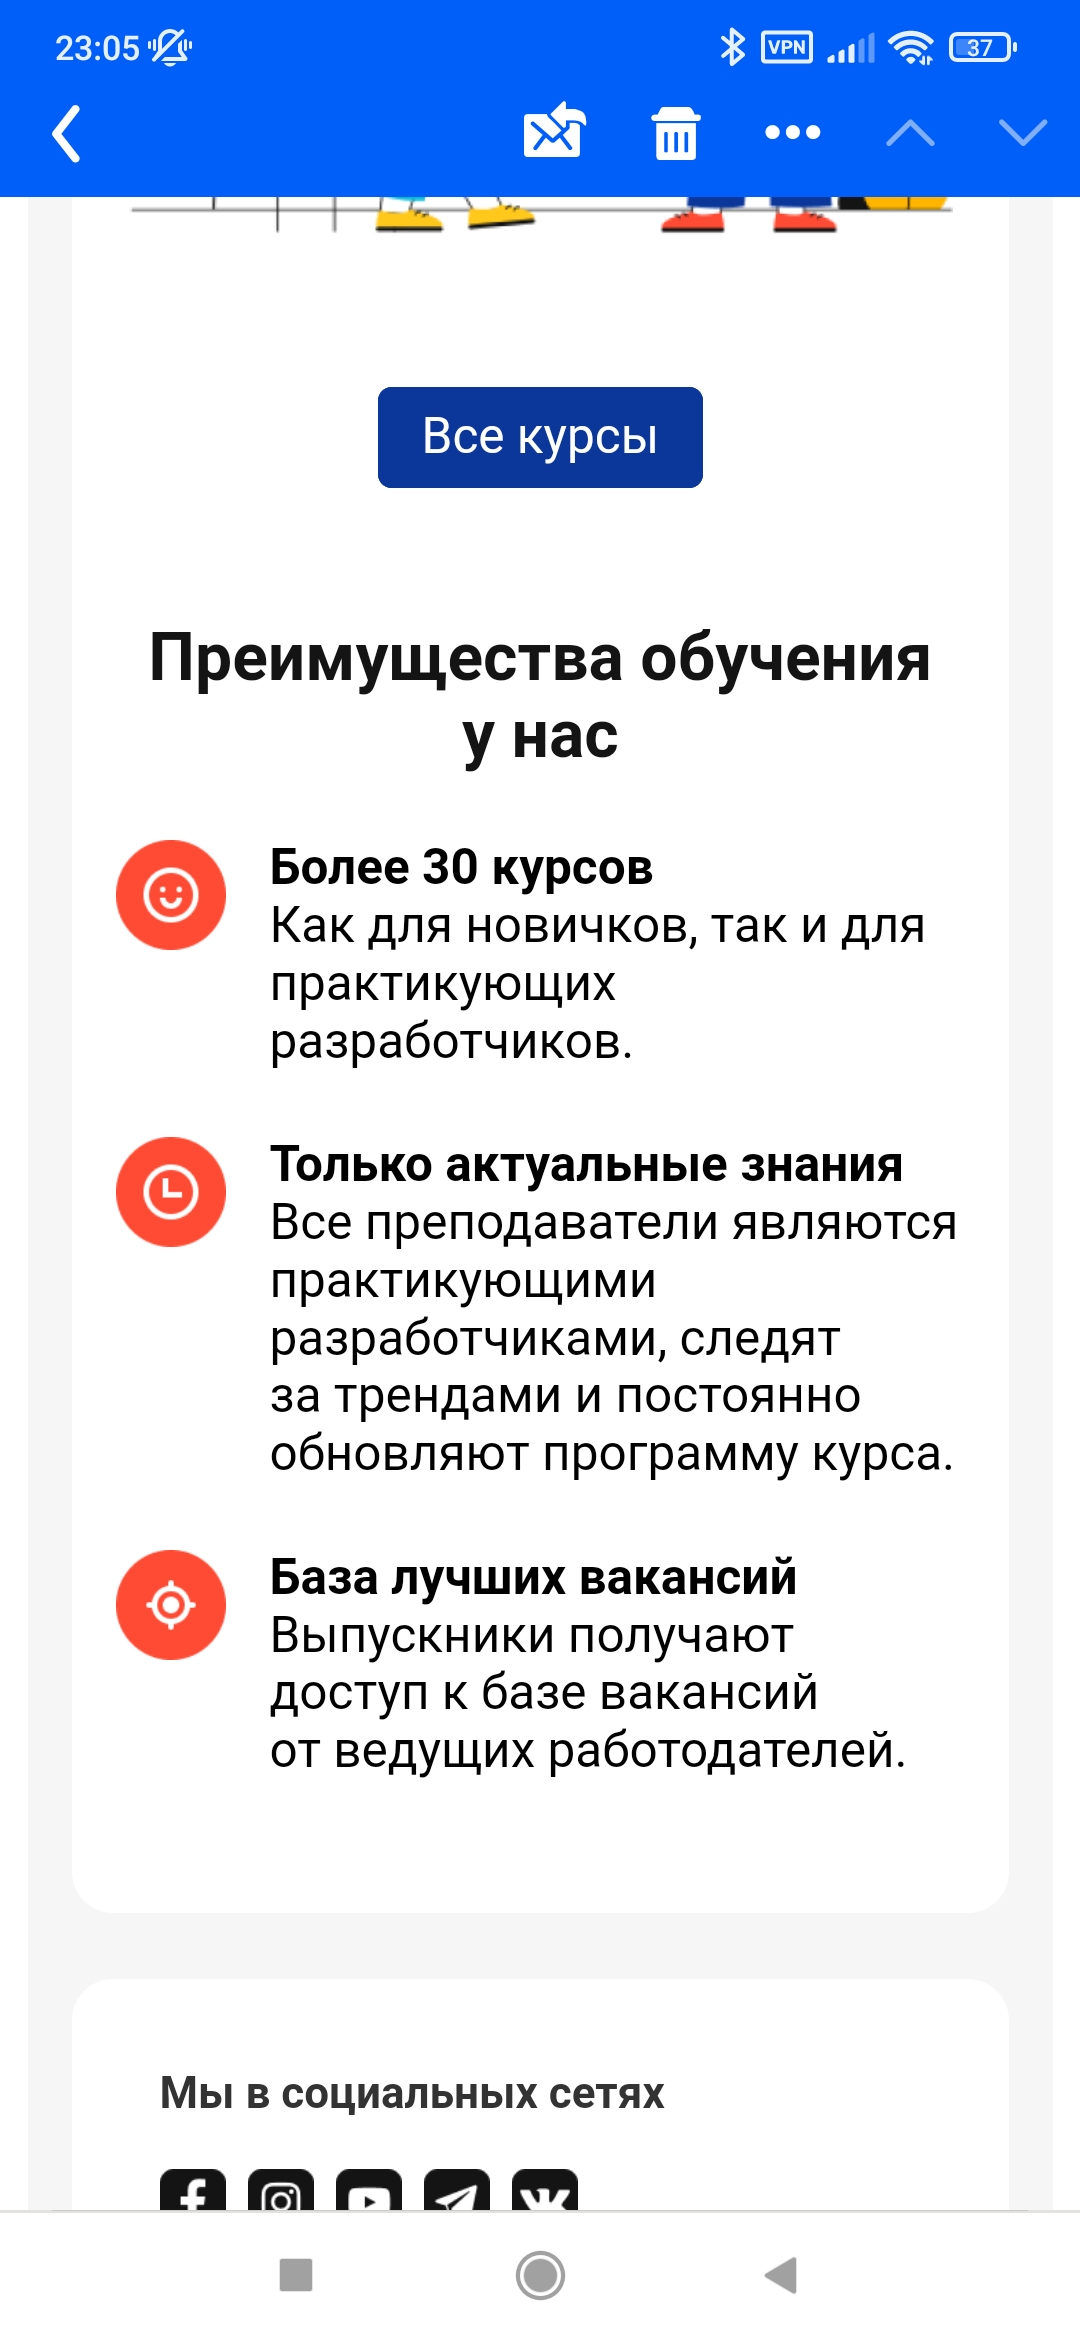 23:05
VPN
37
Все курсы
Преимущества обучения
у нас
Более 30 курсов
Как для новичков, так и для
практикующих
разработчиков.
Только актуальные знания
Все преподаватели являются
практикующими
разработчиками, следят
за трендами и постоянно
обновляют программу курса.
База лучших вакансий
Выпускники получают
доступ к базе вакансий
от ведущих работодателей.
Мы в социальных сетях